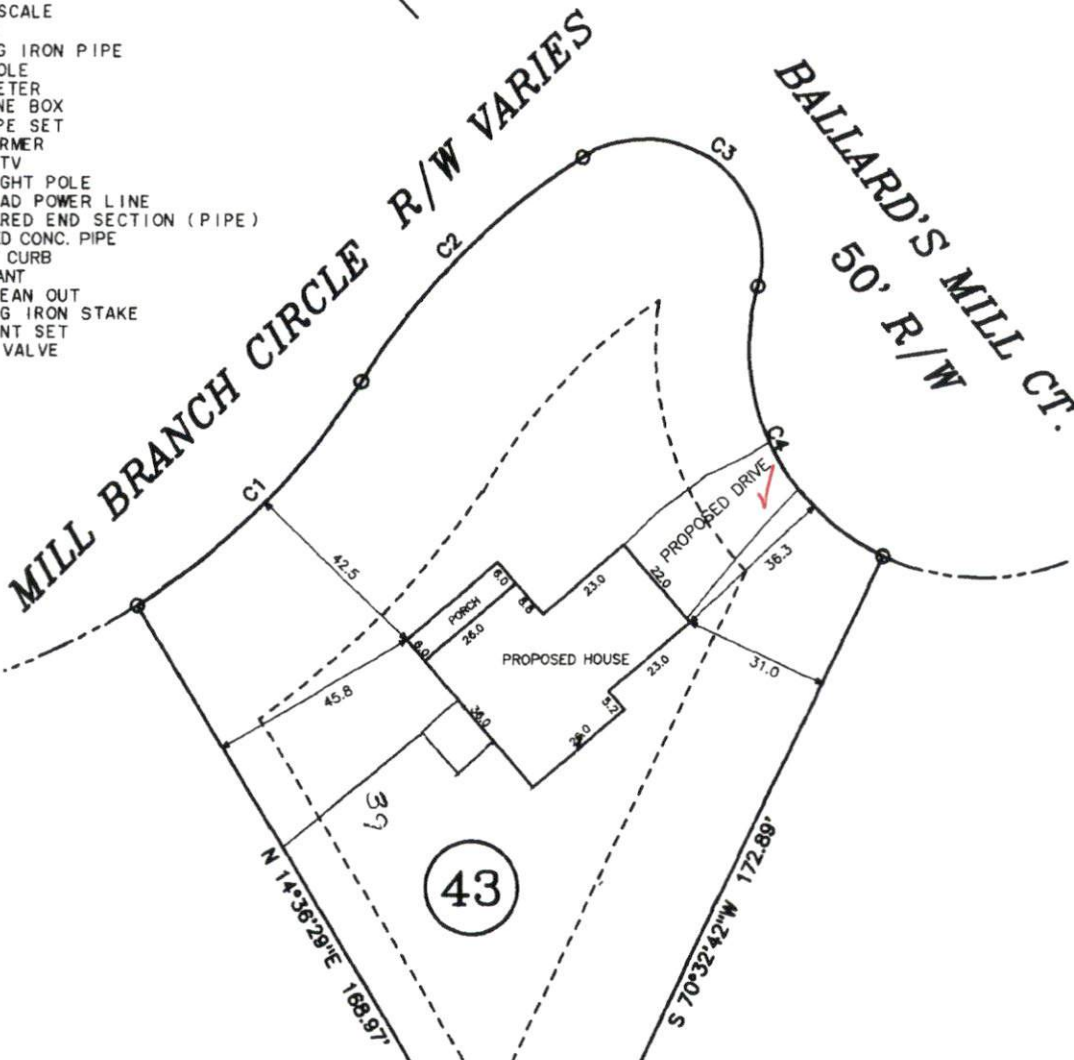 SCALE
G IRON PIPE
OLE
ETER
NE BOX
PE SET
RMER
TV
GHT POLE
AD POWER LINE
RED END SECTION (PIPE)
D CONC. PIPE
CURB
ANT
EAN OUT
G IRON STAKE
NT SET
VALVE
MILL BRANCH CIRCLE R/W VARIES
BALLARD'S MILL CT.
50' R/W
C1
C2
C3
C4
PROPOSED DRIVE
42.5
6.0
PORCH
26.0
6.0
8.8
23.0
22.0
36.3
PROPOSED HOUSE
45.8
36.0
23.0
5.2
26.0
31.0
39
43
N 14°36'29"E 168.97'
S 70°32'42"W 172.89'